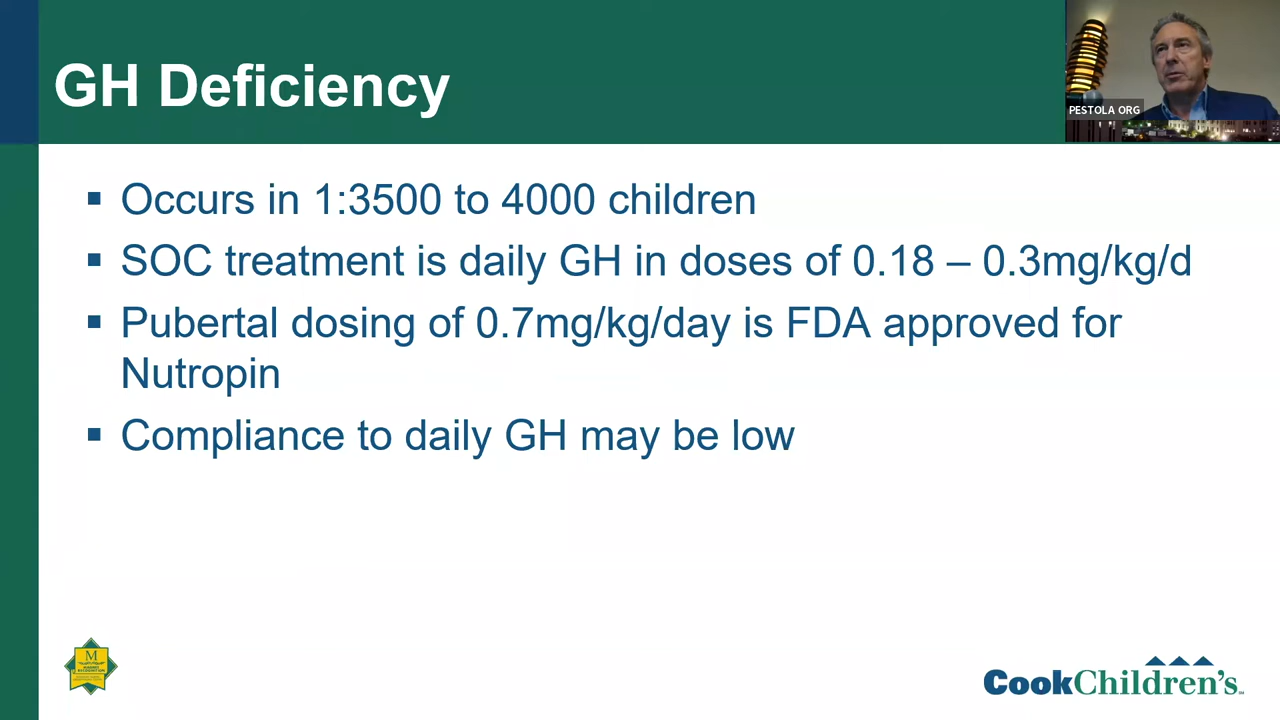 GH Deficiency
PESTOLA ORG
▪ Occurs in 1:3500 to 4000 children
▪ SOC treatment is daily GH in doses of 0.18 – 0.3mg/kg/d
▪ Pubertal dosing of 0.7mg/kg/day is FDA approved for
Nutropin
▪ Compliance to daily GH may be low
M
CookChildren's